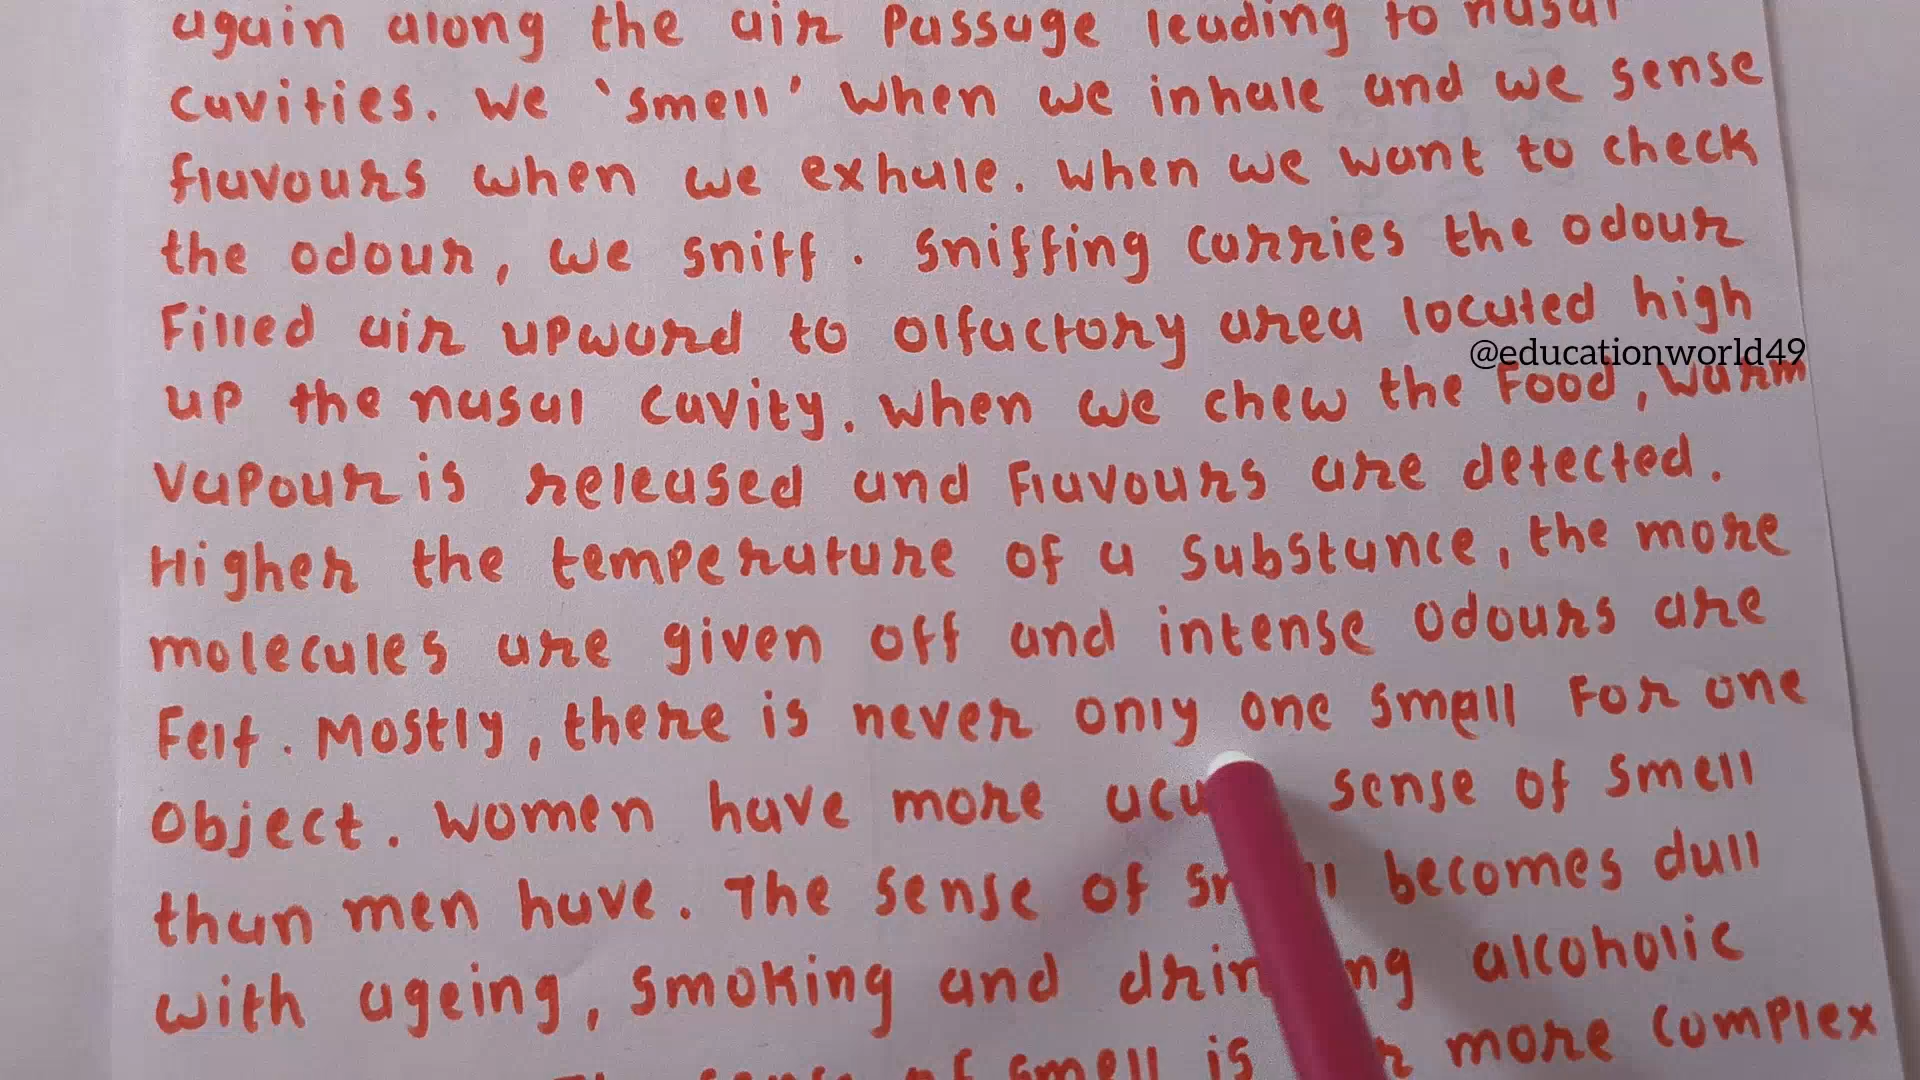 again along the air passage leading to nasal
cavities. We 'smell' when we inhale and we sense
flavours when we exhale. When we want to check
the odour, we sniff. Sniffing carries the odour
Filled air upward to olfactory area located high
@educationworld49
up the nasal cavity. When we chew the Food, warm
Vapour is released and Flavours are detected.
Higher the temperature of a substance, the more
molecules are given off and intense odours are
Felt. Mostly, there is never only one smell For one
object. Women have more sense of smell
than men have. The sense of becomes dull
with ageing, smoking and alcoholic
sense of smell is more complex